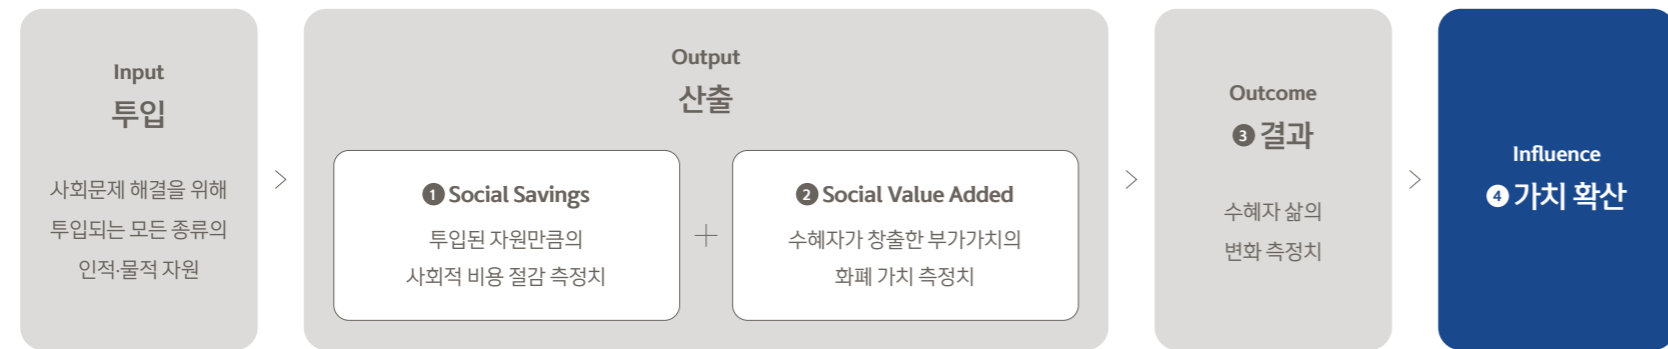 Input
투입
사회문제 해결을 위해
투입되는 모든 종류의
인적·물적 자원
Output
산출
❶ Social Savings
투입된 자원만큼의
사회적 비용 절감 측정치
❷ Social Value Added
수혜자가 창출한 부가가치의
화폐 가치 측정치
Outcome
❸ 결과
수혜자 삶의
변화 측정치
Influence
❹ 가치 확산